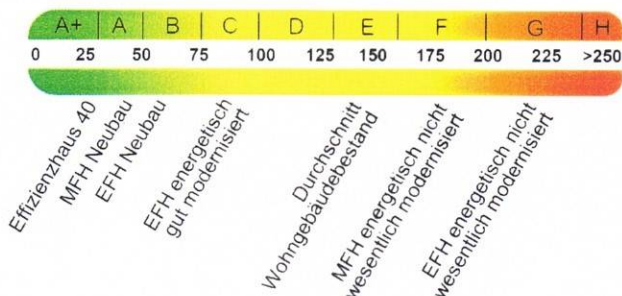 A+ A B C D E F G H
0 25 50 75 100 125 150 175 200 225 >250
Effizienzhaus 40
MFH Neubau
EFH Neubau
EFH energetisch
gut modernisiert
Durchschnitt
Wohngebäudebestand
MFH energetisch nicht
wesentlich modernisiert
EFH energetisch nicht
wesentlich modernisiert